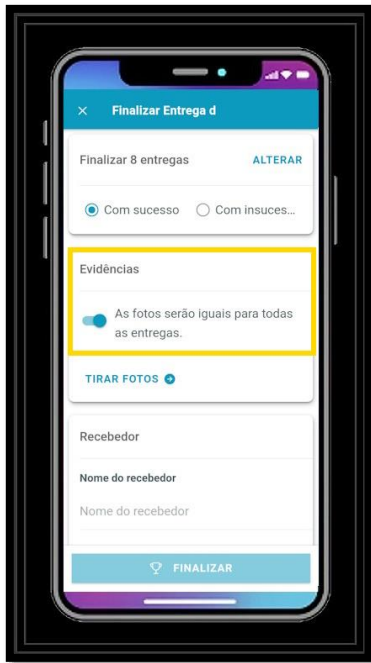 Finalizar Entrega d
Finalizar 8 entregas ALTERAR
Com sucesso Com insuces...
Evidências
As fotos serão iguais para todas
as entregas.
TIRAR FOTOS
Recebedor
Nome do recebedor
Nome do recebedor
FINALIZAR